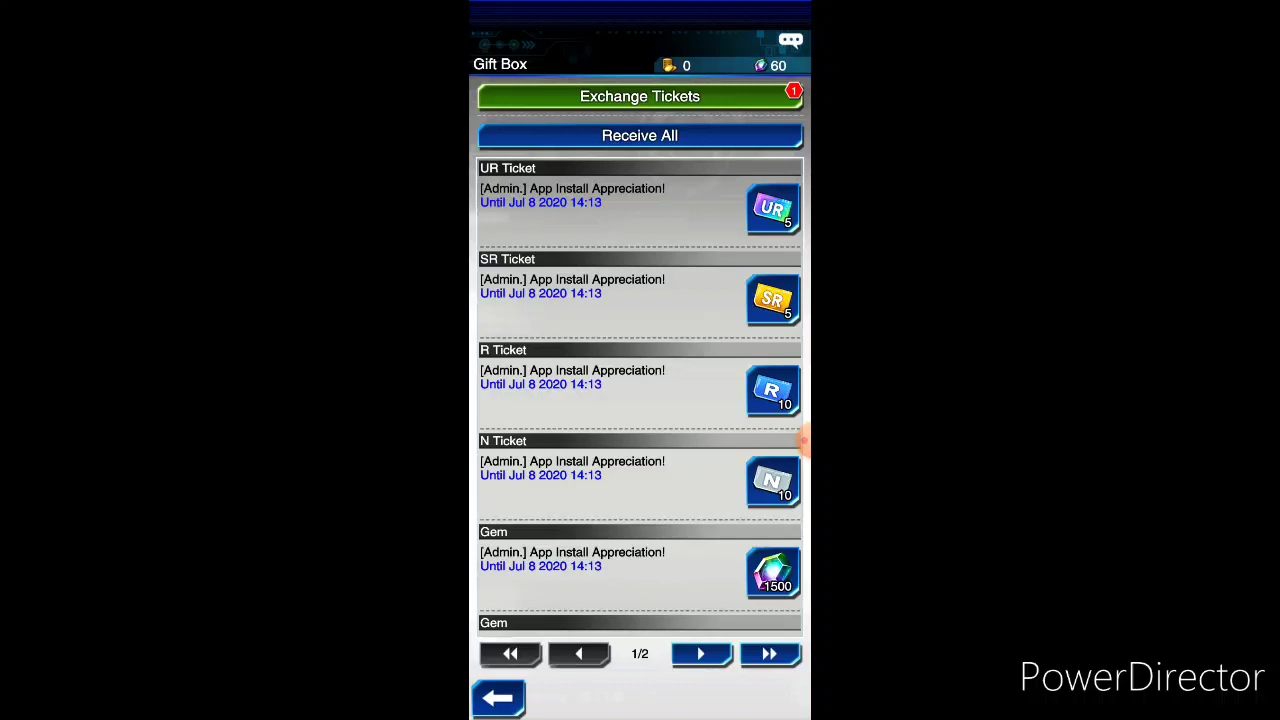 Gift Box
0
60
Exchange Tickets
1
Receive All
UR Ticket
[Admin.] App Install Appreciation!
Until Jul 8 2020 14:13
UR
5
SR Ticket
[Admin.] App Install Appreciation!
Until Jul 8 2020 14:13
SR
5
R Ticket
[Admin.] App Install Appreciation!
Until Jul 8 2020 14:13
R
10
N Ticket
[Admin.] App Install Appreciation!
Until Jul 8 2020 14:13
N
10
Gem
[Admin.] App Install Appreciation!
Until Jul 8 2020 14:13
1500
Gem
1/2
PowerDirector